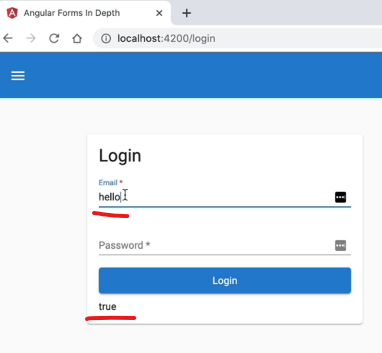 Angular Forms In Depth
localhost:4200/login
Login
Email *
hello
Password *
Login
true